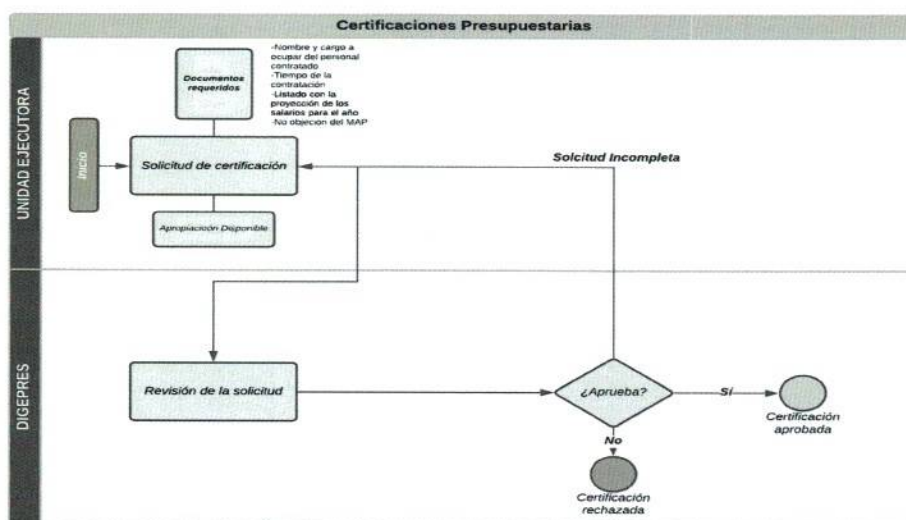 Certificaciones Presupuestarias
UNIDAD EJECUTORA
Documentos
requeridos
-Nombre y cargo a
ocupar del personal
contratado
-Tiempo de la
contratación
-Listado con la
proyección de los
salarios para el año
-No objeción del MAP
Inicio
Solicitud de certificación
Solcitud Incompleta
Apropiacición Disponible
DIGEPRES
Revisión de la solicitud
¿Aprueba?
Sí
Certificación
aprobada
No
Certificación
rechazada